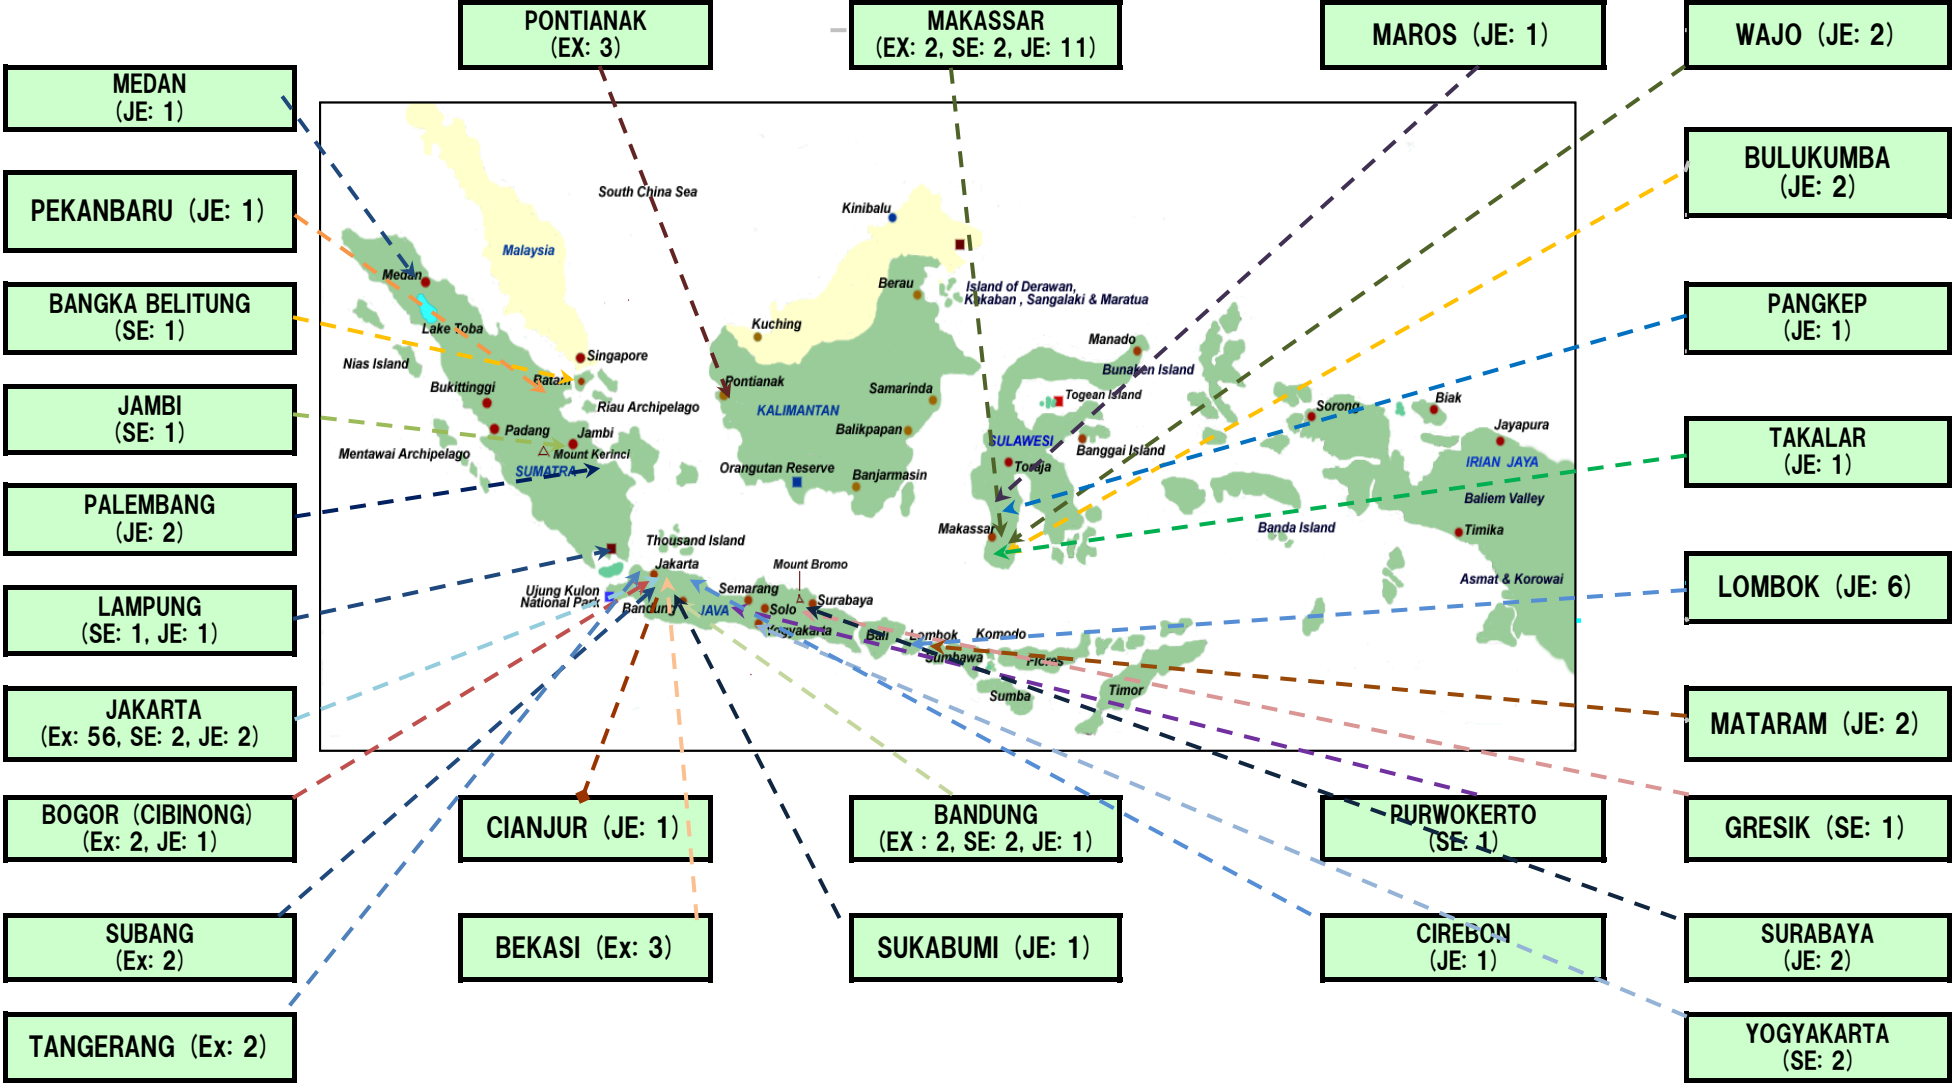 PONTIANAK
(EX: 3)
MAKASSAR
(EX: 2, SE: 2, JE: 11)
MAROS (JE: 1)
WAJO (JE: 2)
MEDAN
(JE: 1)
BULUKUMBA
(JE: 2)
PEKANBARU (JE: 1)
BANGKA BELITUNG
(SE: 1)
PANGKEP
(JE: 1)
JAMBI
(SE: 1)
TAKALAR
(JE: 1)
PALEMBANG
(JE: 2)
LAMPUNG
(SE: 1, JE: 1)
LOMBOK (JE: 6)
JAKARTA
(Ex: 56, SE: 2, JE: 2)
MATARAM (JE: 2)
BOGOR (CIBINONG)
(Ex: 2, JE: 1)
CIANJUR (JE: 1)
BANDUNG
(EX : 2, SE: 2, JE: 1)
PURWOKERTO
(SE: 1)
GRESIK (SE: 1)
SUBANG
(Ex: 2)
BEKASI (Ex: 3)
SUKABUMI (JE: 1)
CIREBON
(JE: 1)
SURABAYA
(JE: 2)
TANGERANG (Ex: 2)
YOGYAKARTA
(SE: 2)
South China Sea
Kinibalu
Malaysia
Medan
Berau
Island of Derawan,
Kakaban , Sangalaki & Maratua
Lake Toba
Kuching
Manado
Nias Island
Singapore
Bunaken Island
Batam
Bukittinggi
Pontianak
Samarinda
Togean Island
Riau Archipelago
KALIMANTAN
Sorong
Biak
Padang
Jambi
Balikpapan
SULAWESI
Banggai Island
Jayapura
Mentawai Archipelago
Mount Kerinci
SUMATRA
Orangutan Reserve
Banjarmasin
Toraja
IRIAN JAYA
Baliem Valley
Makassar
Banda Island
Timika
Thousand Island
Jakarta
Mount Bromo
Asmat & Korowai
Ujung Kulon
National Park
Bandung
JAVA
Semarang
Solo
Surabaya
Yogyakarta
Bali
Lombok
Komodo
Sumbawa
Flores
Sumba
Timor